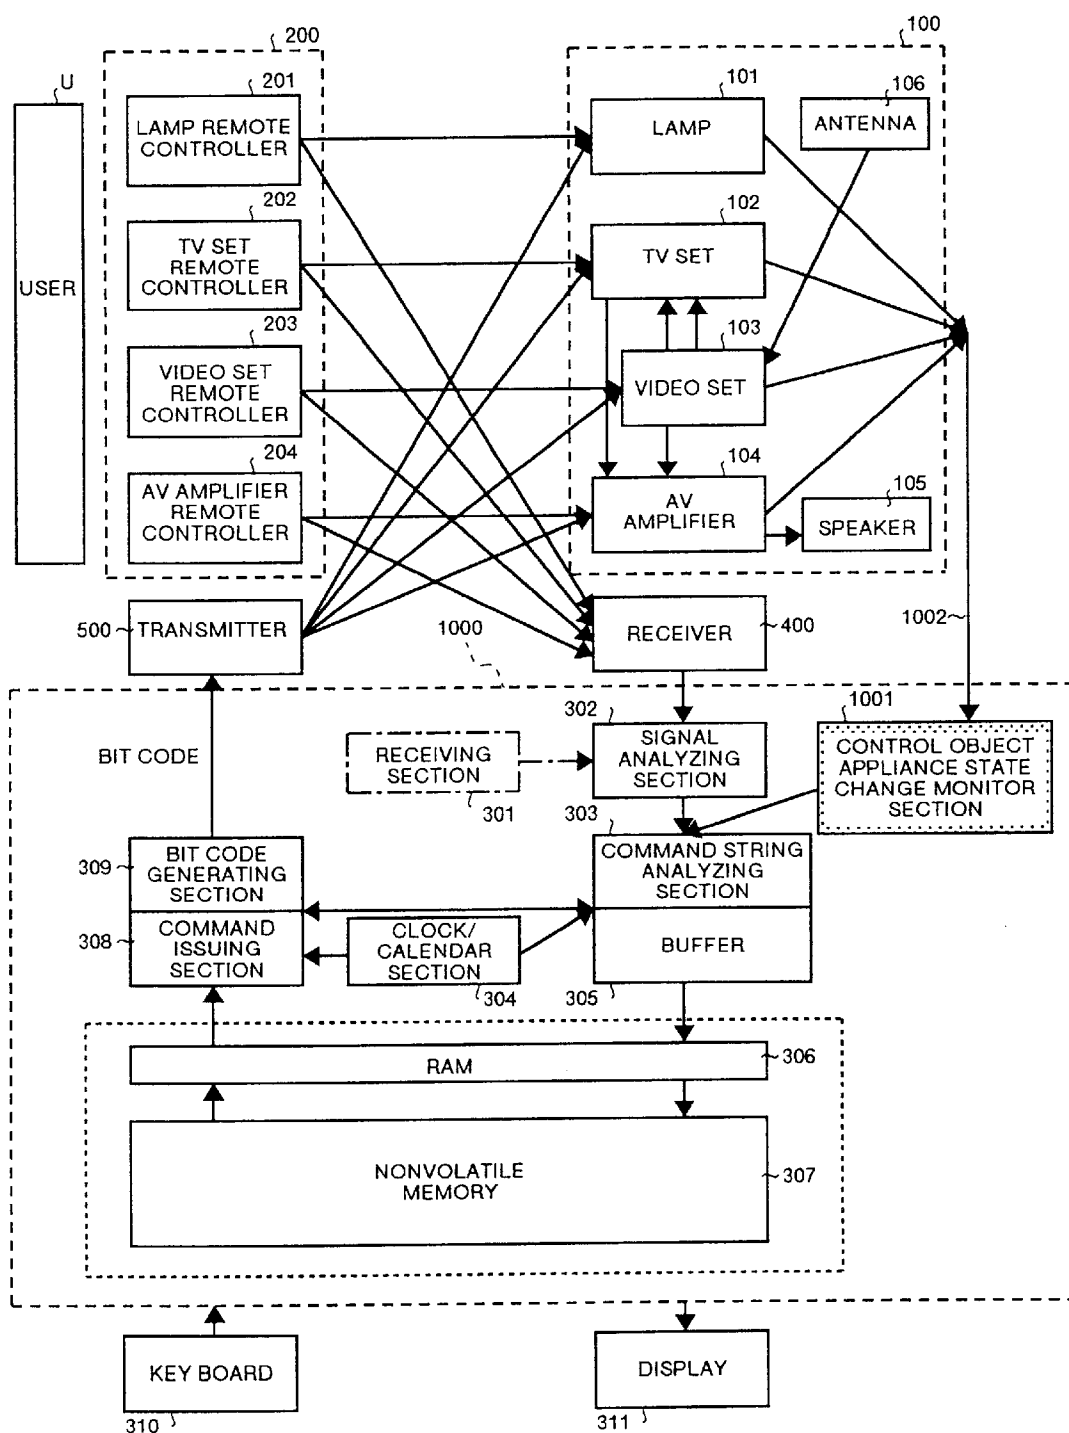 200
100
U
201
101
106
LAMP REMOTE
CONTROLLER
LAMP
ANTENNA
202
102
USER
TV SET
REMOTE
CONTROLLER
TV SET
203
103
VIDEO SET
REMOTE
CONTROLLER
VIDEO SET
204
104
105
AV AMPLIFIER
REMOTE
CONTROLLER
AV
AMPLIFIER
SPEAKER
500
TRANSMITTER
1000
RECEIVER
400
1002
302
1001
BIT CODE
RECEIVING
SECTION
301
SIGNAL
ANALYZING
SECTION
CONTROL OBJECT
APPLIANCE STATE
CHANGE MONITOR
SECTION
303
309
BIT CODE
GENERATING
SECTION
COMMAND STRING
ANALYZING
SECTION
308
COMMAND
ISSUING
SECTION
CLOCK/
CALENDAR
SECTION
304
BUFFER
305
RAM
306
NONVOLATILE
MEMORY
307
KEY BOARD
310
DISPLAY
311